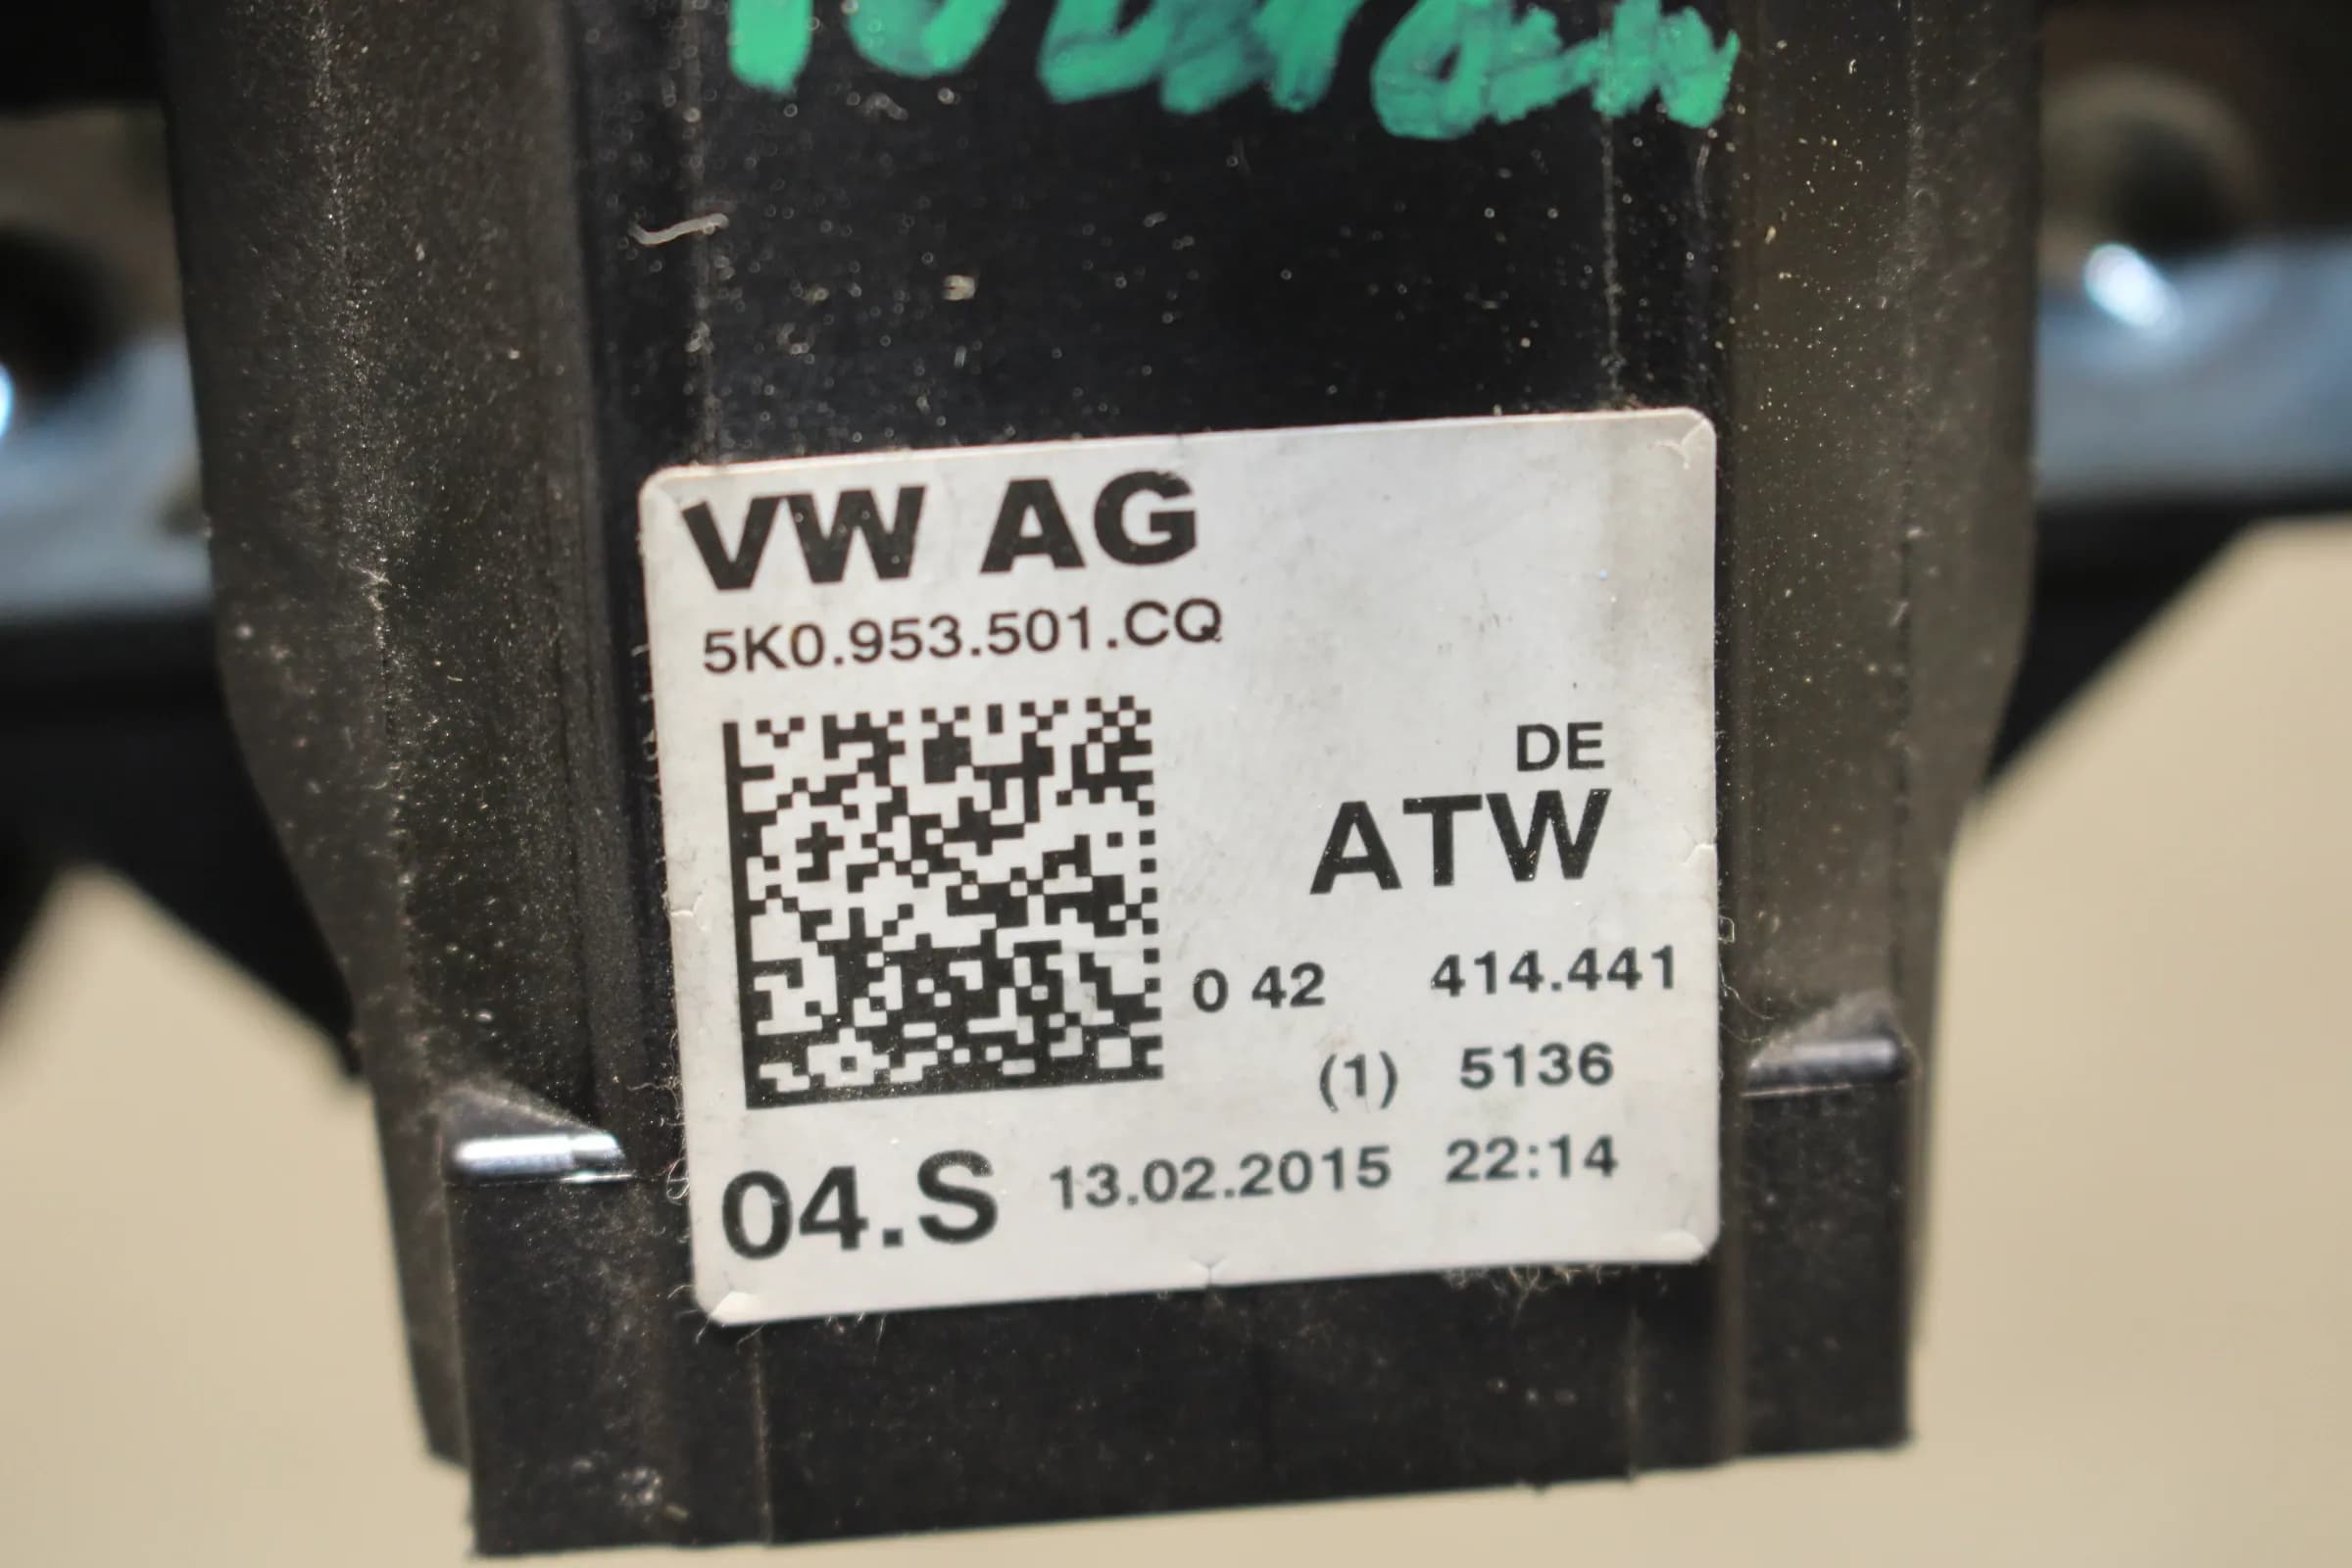 Touran
VW AG
5K0.953.501.CQ
DE
ATW
0 42 414.441
(1) 5136
04.S 13.02.2015 22:14